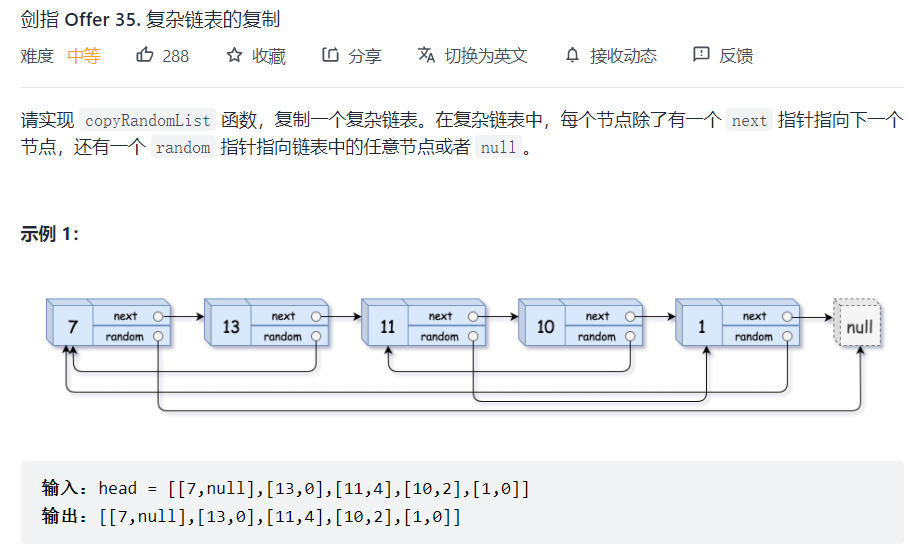 剑指 Offer 35. 复杂链表的复制
难度 中等 288 收藏 分享 切换为英文 接收动态 反馈
请实现 copyRandomList 函数，复制一个复杂链表。在复杂链表中，每个节点除了有一个 next 指针指向下一个
节点，还有一个 random 指针指向链表中的任意节点或者 null 。
示例 1：
7 next random 13 next random 11 next random 10 next random 1 next random null
输入：head = [[7,null],[13,0],[11,4],[10,2],[1,0]]
输出：[[7,null],[13,0],[11,4],[10,2],[1,0]]